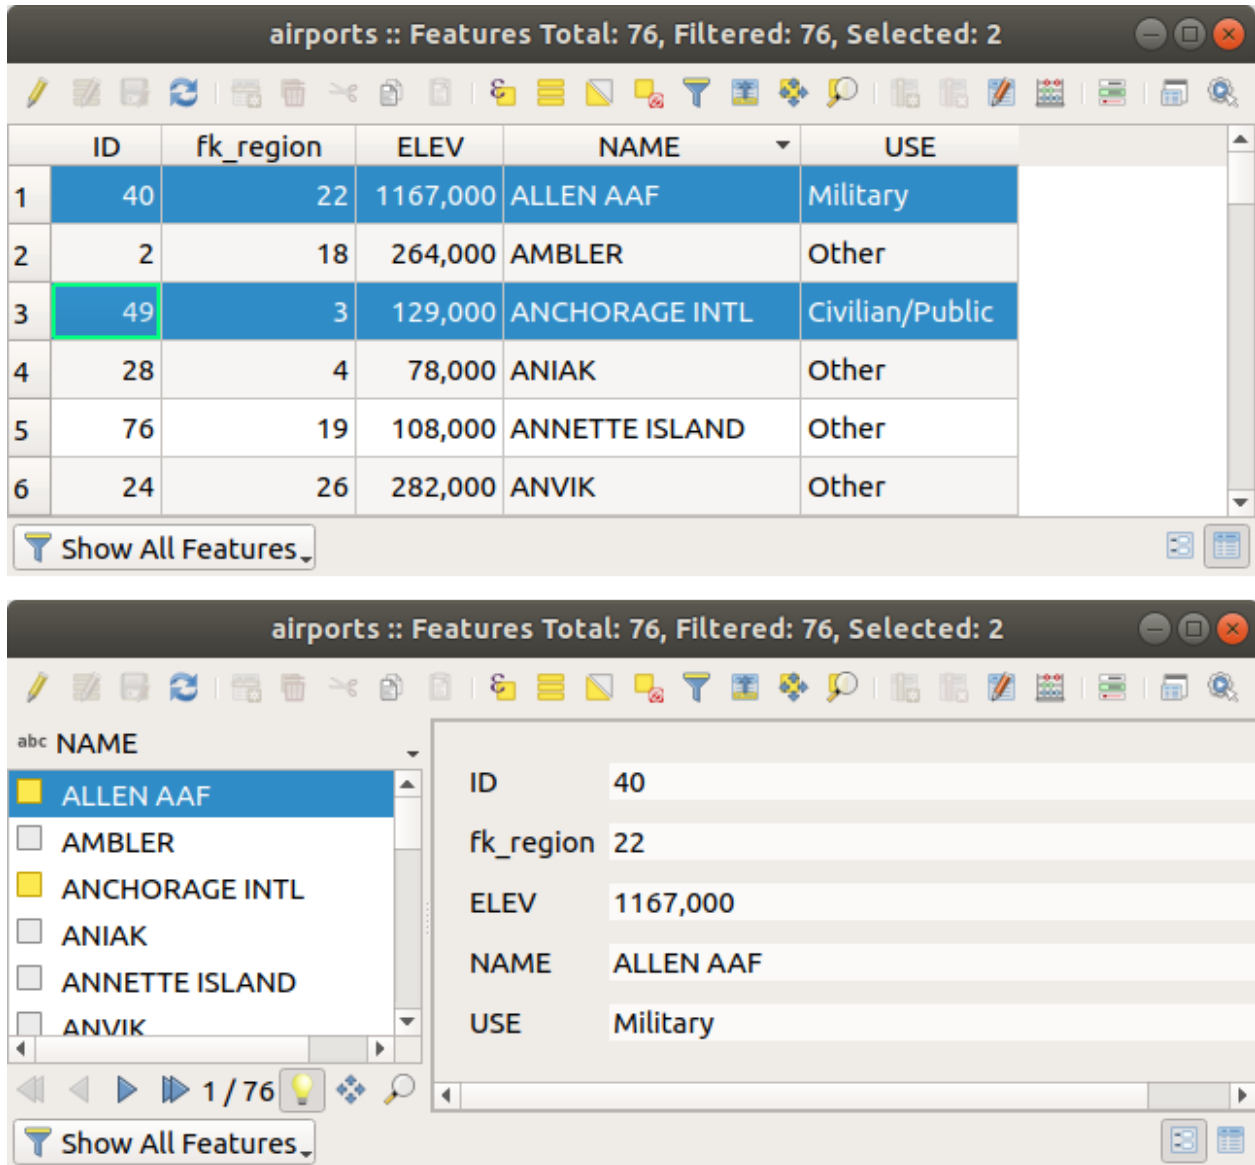 airports :: Features Total: 76, Filtered: 76, Selected: 2
ID fk_region ELEV NAME USE
1 40 22 1167,000 ALLEN AAF Military
2 2 18 264,000 AMBLER Other
3 49 3 129,000 ANCHORAGE INTL Civilian/Public
4 28 4 78,000 ANIAK Other
5 76 19 108,000 ANNETTE ISLAND Other
6 24 26 282,000 ANVIK Other
Show All Features
airports :: Features Total: 76, Filtered: 76, Selected: 2
abc NAME
ALLEN AAF
AMBLER
ANCHORAGE INTL
ANIAK
ANNETTE ISLAND
ANVIK
1 / 76
ID 40
fk_region 22
ELEV 1167,000
NAME ALLEN AAF
USE Military
Show All Features